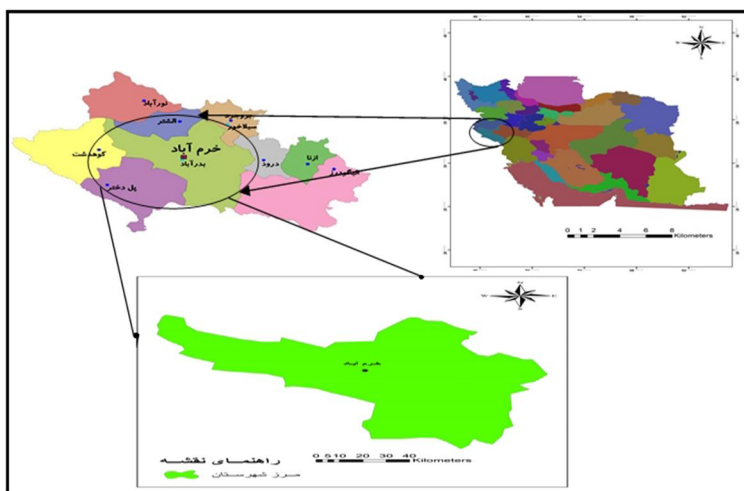 نورآباد
الشتر
سیلاخور
کوهدشت
خرم آباد
بدرآباد
درود
ازنا
پل دختر
N
W
E
S
0 1 2 4 6 8
Kilometers
N
W
E
S
خرم آباد
راهنمای نقشه
مرز شهرستان
0 5 10 20 30 40
Kilometers